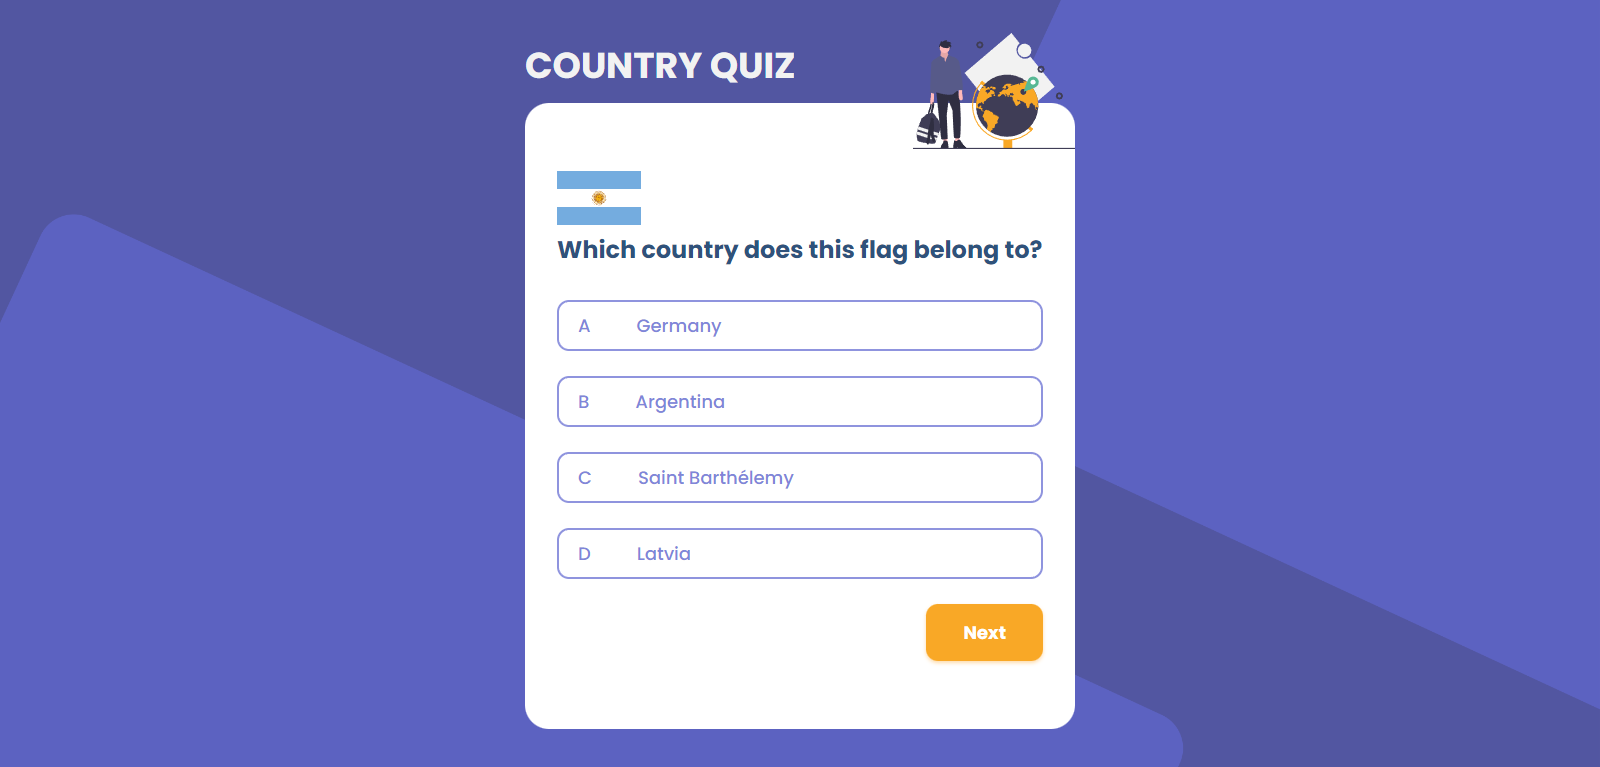 COUNTRY QUIZ
Which country does this flag belong to?
A Germany
B Argentina
C Saint Barthélemy
D Latvia
Next